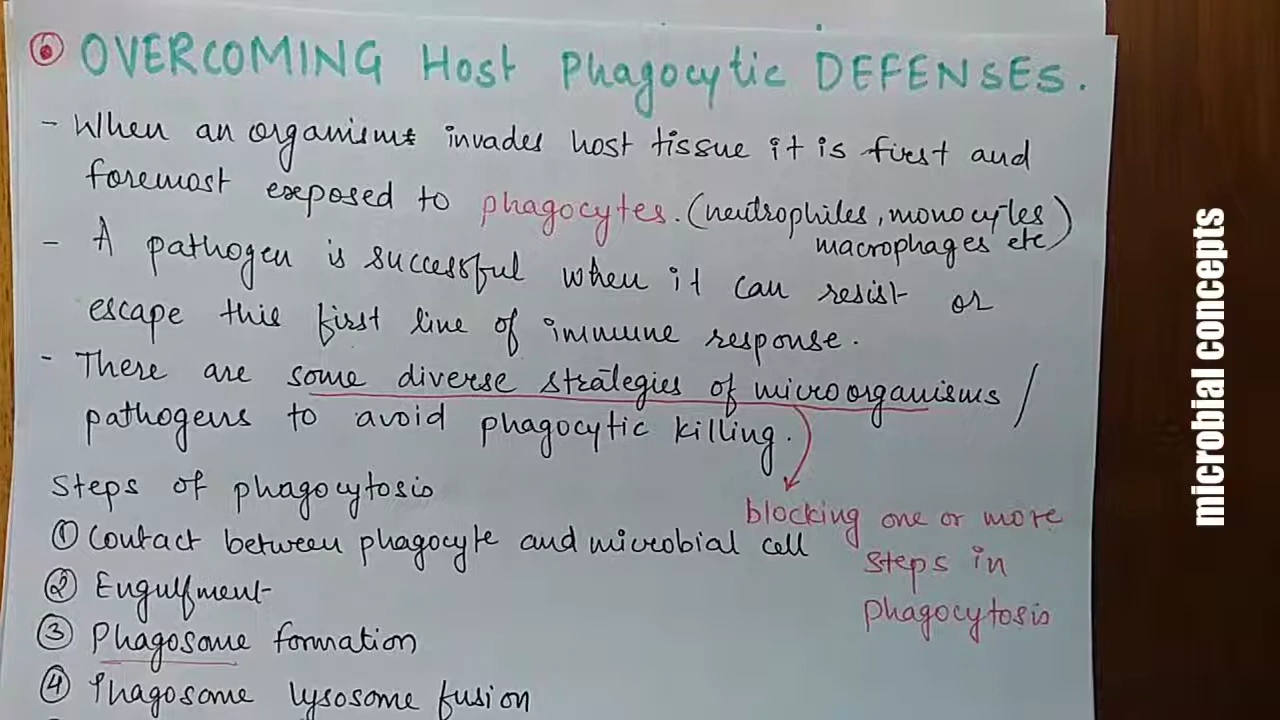 ⑥ OVERCOMING Host Phagocytic DEFENSES.
- When an organism invades host tissue it is first and
foremost exposed to phagocytes. (neutrophiles, monocytes
macrophages etc)
- A pathogen is successful when it can resist or
escape this first line of immune response.
- There are some diverse strategies of microorganisms /
pathogens to avoid phagocytic killing.
blocking one or more
steps in
phagocytosis
Steps of phagocytosis
① Contact between phagocyte and microbial cell
② Engulfment
③ Phagosome formation
④ Phagosome lysosome fusion
microbial concepts